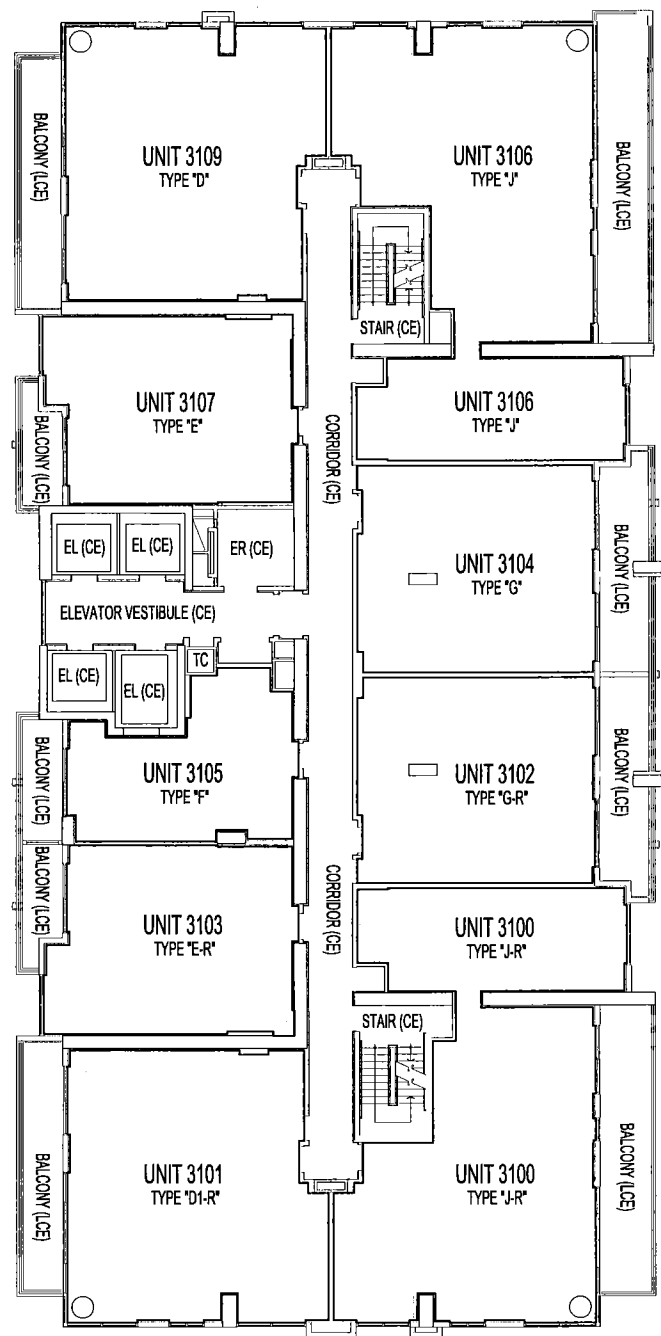 BALCONY (LCE)
UNIT 3109
TYPE "D"
UNIT 3106
TYPE "J"
BALCONY (LCE)
STAIR (CE)
UNIT 3107
TYPE "E"
BALCONY (LCE)
UNIT 3106
TYPE "J"
CORRIDOR (CE)
EL (CE)
EL (CE)
ER (CE)
UNIT 3104
TYPE "G"
BALCONY (LCE)
ELEVATOR VESTIBULE (CE)
EL (CE)
EL (CE)
TC
BALCONY (LCE)
UNIT 3105
TYPE "F"
UNIT 3102
TYPE "G-R"
BALCONY (LCE)
BALCONY (LCE)
UNIT 3103
TYPE "E-R"
CORRIDOR (CE)
UNIT 3100
TYPE "J-R"
STAIR (CE)
BALCONY (LCE)
UNIT 3101
TYPE "D1-R"
UNIT 3100
TYPE "J-R"
BALCONY (LCE)